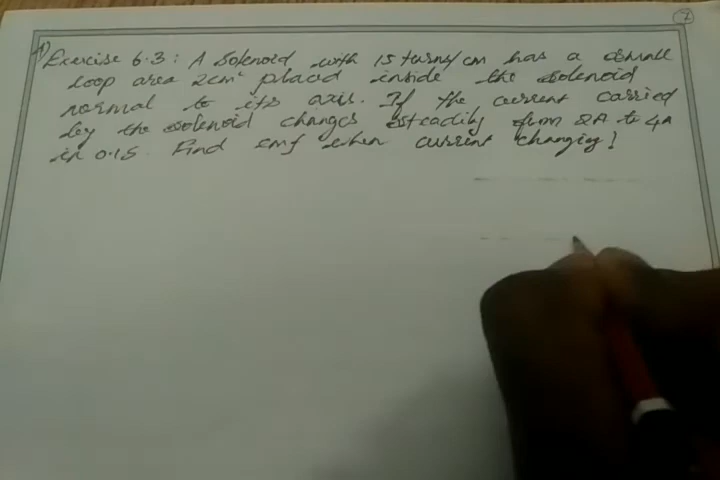 7
1) Exercise 6.3: A Solenoid with 15 turns/cm has a small
loop area 2cm² placed inside the solenoid
normal to its axis. If the current carried
by the solenoid changes steadily from 2A to 4A
in 0.1S. Find emf when current changing!